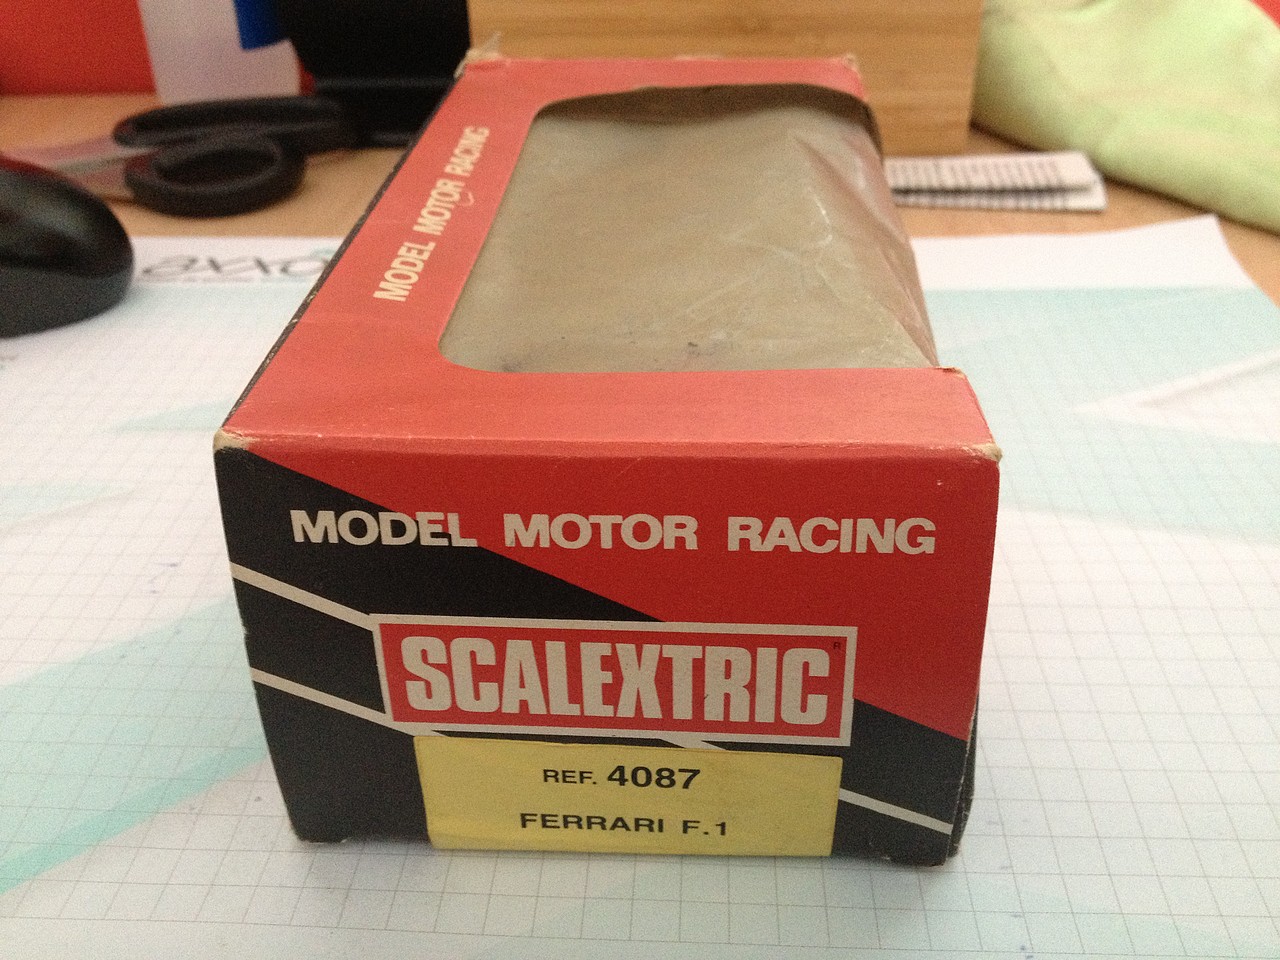 MODEL MOTOR RACING
MODEL MOTOR RACING
SCALEXTRIC
R
REF. 4087
FERRARI F.1